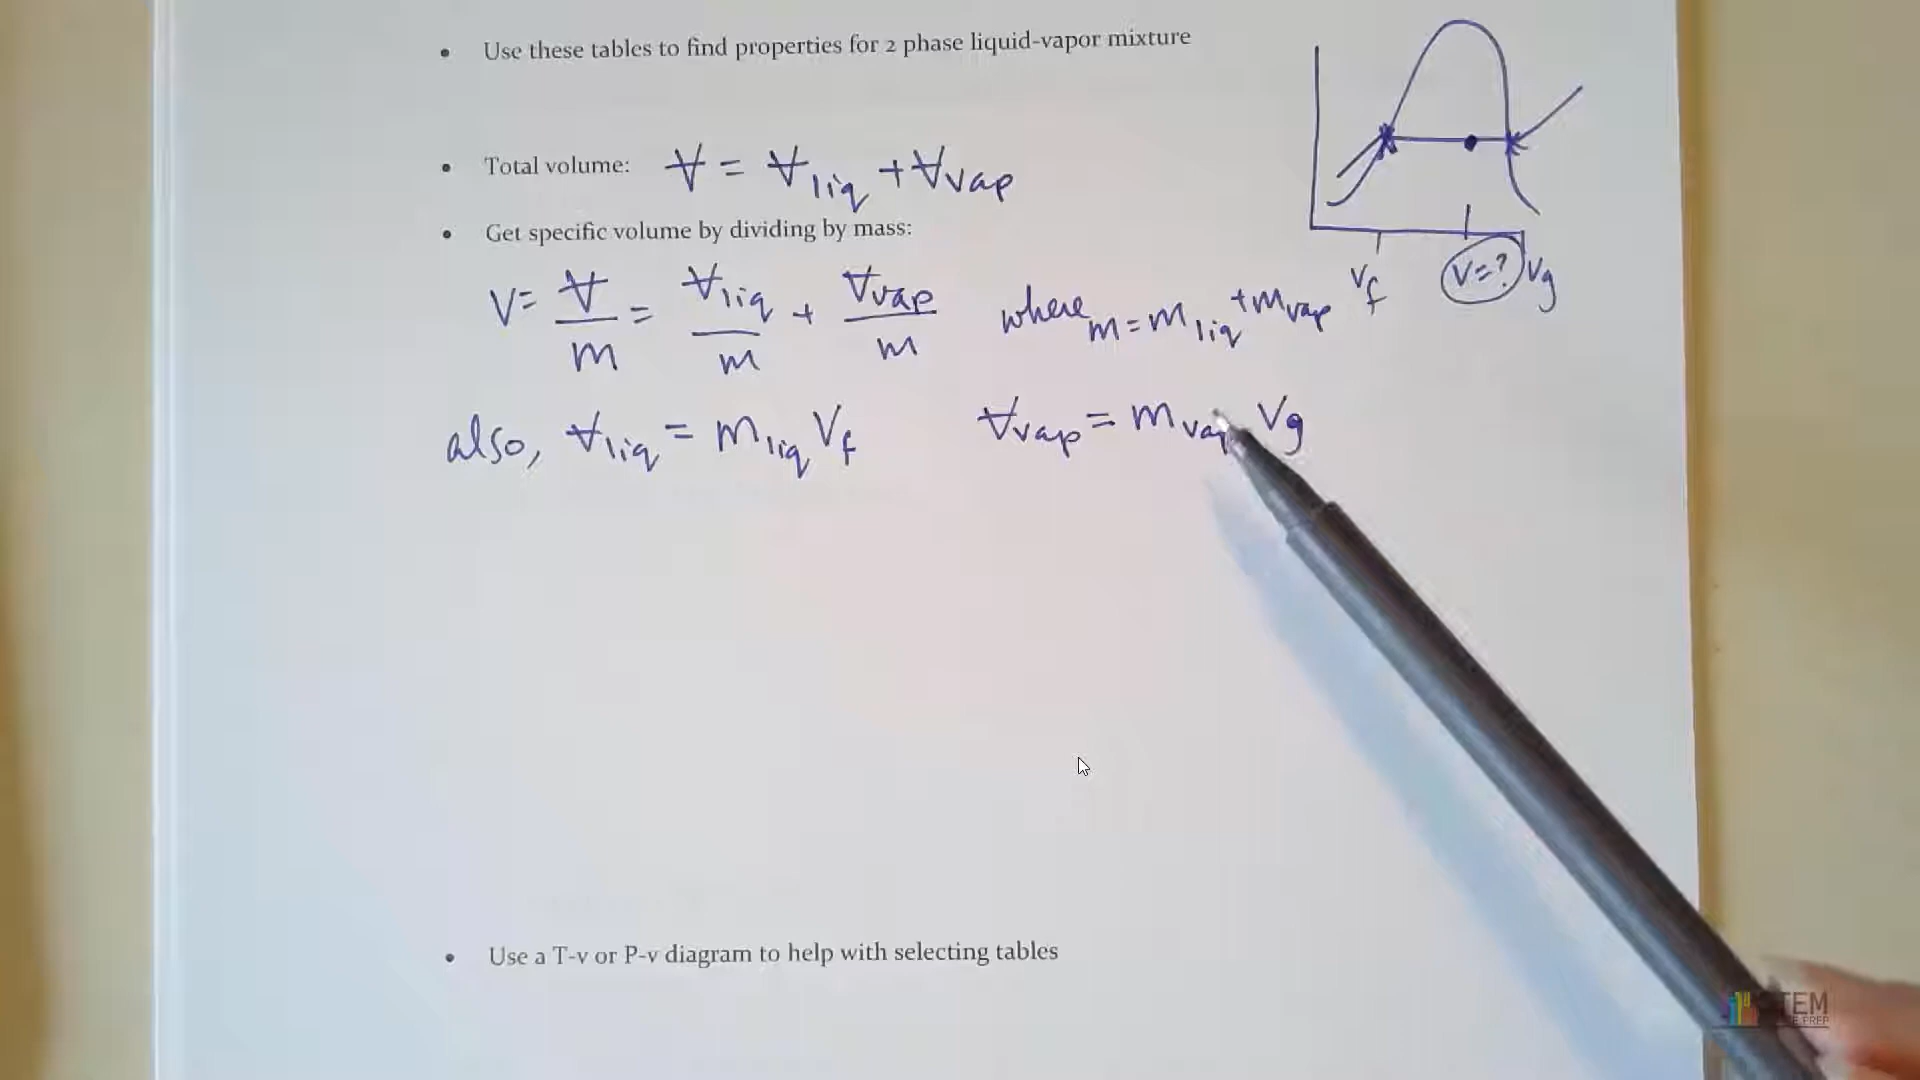 • Use these tables to find properties for 2 phase liquid-vapor mixture
• Total volume: ∀ = ∀liq + ∀vap
• Get specific volume by dividing by mass:
v = ∀/m = ∀liq/m + ∀vap/m where m = mliq + mvap
vf v=? vg
also, ∀liq = mliq vf ∀vap = mvap vg
• Use a T-v or P-v diagram to help with selecting tables